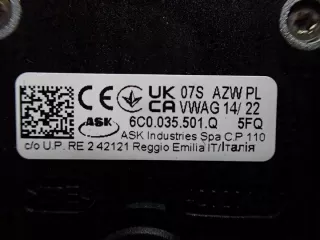 CE UK CA 07S AZW PL
VWAG 14/ 22
ASK 6C0.035.501.Q 5FQ
ASK Industries Spa C.P 110
c/o U.P. RE 2 42121 Reggio Emilia IT/Італія